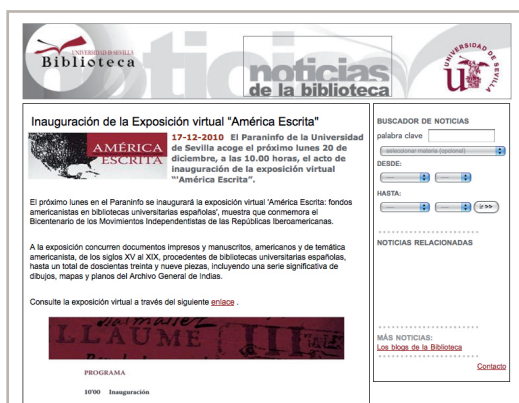 UNIVERSIDAD D SEVILLA
Biblioteca
noticias
noticias
de la biblioteca
UNIVERSIDAD DE SEVILLA
Inauguración de la Exposición virtual "América Escrita"
AMÉRICA
ESCRITA
17-12-2010 El Paraninfo de la Universidad
de Sevilla acoge el próximo lunes 20 de
diciembre, a las 10.00 horas, el acto de
inauguración de la exposición virtual
"“América Escrita”.
El próximo lunes en el Paraninfo se inaugurará la exposición virtual 'América Escrita: fondos
americanistas en bibliotecas universitarias españolas', muestra que conmemora el
Bicentenario de los Movimientos Independentistas de las Repúblicas Iberoamericanas.
A la exposición concurren documentos impresos y manuscritos, americanos y de temática
americanista, de los siglos XV al XIX, procedentes de bibliotecas universitarias españolas,
hasta un total de doscientas treinta y nueve piezas, incluyendo una serie significativa de
dibujos, mapas y planos del Archivo General de Indias.
Consulte la exposición virtual a través del siguiente enlace .
LLAUME
PROGRAMA
10'00 Inauguración
BUSCADOR DE NOTICIAS
palabra clave
seleccionar materia (opcional)
DESDE:
---- ----
HASTA:
---- ---- ir >>
NOTICIAS RELACIONADAS
MÁS NOTICIAS:
Los blogs de la Biblioteca
Contacto